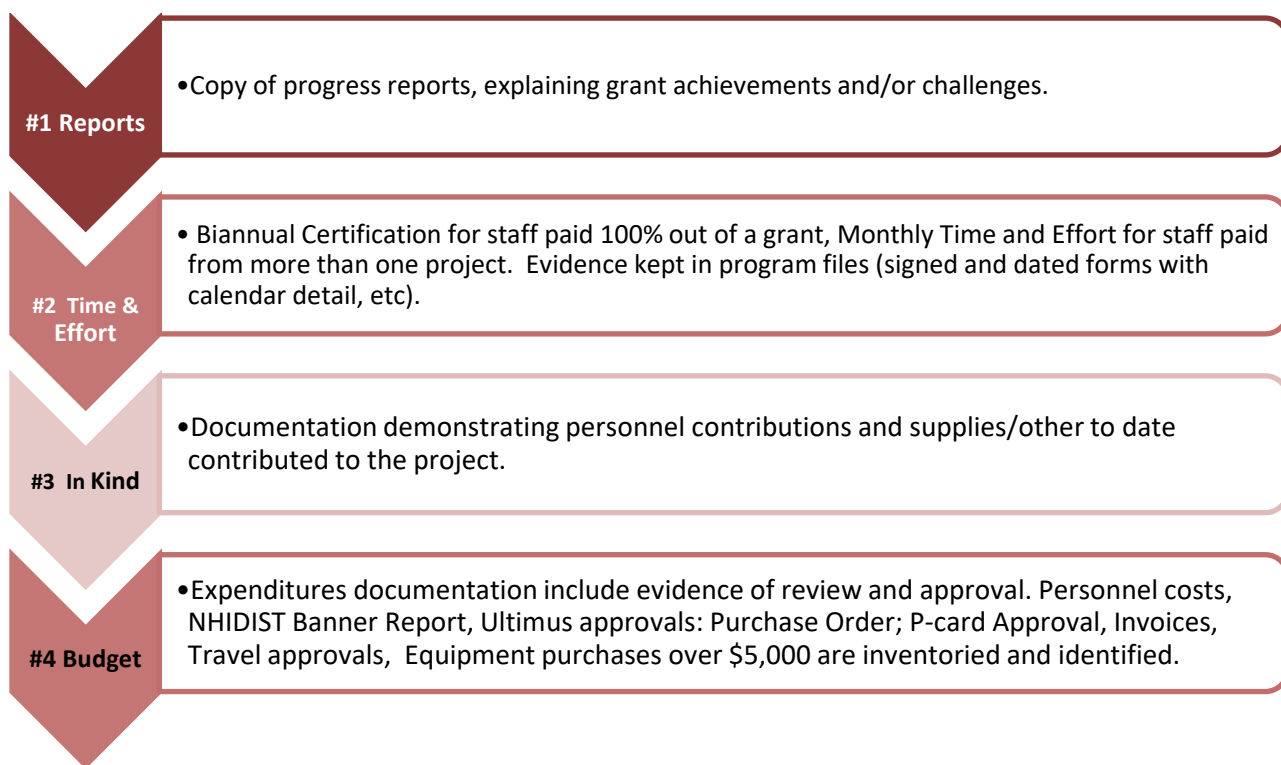 #1 Reports
•Copy of progress reports, explaining grant achievements and/or challenges.
#2 Time &
Effort
• Biannual Certification for staff paid 100% out of a grant, Monthly Time and Effort for staff paid
from more than one project. Evidence kept in program files (signed and dated forms with
calendar detail, etc).
#3 In Kind
•Documentation demonstrating personnel contributions and supplies/other to date
contributed to the project.
#4 Budget
•Expenditures documentation include evidence of review and approval. Personnel costs,
NHIDIST Banner Report, Ultimus approvals: Purchase Order; P-card Approval, Invoices,
Travel approvals, Equipment purchases over $5,000 are inventoried and identified.